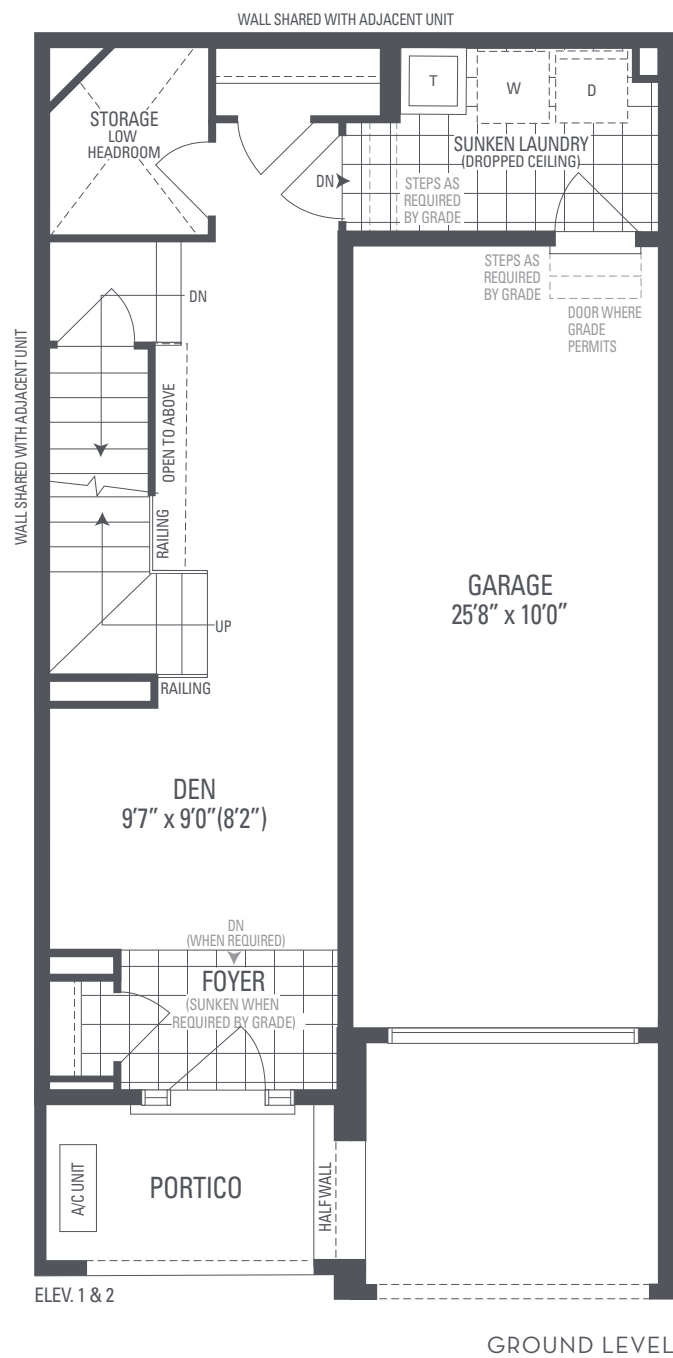 WALL SHARED WITH ADJACENT UNIT
STORAGE
LOW
HEADROOM
T
W
D
SUNKEN LAUNDRY
(DROPPED CEILING)
DN
STEPS AS
REQUIRED
BY GRADE
STEPS AS
REQUIRED
BY GRADE
DOOR WHERE
GRADE
PERMITS
DN
WALL SHARED WITH ADJACENT UNIT
OPEN TO ABOVE
RAILING
GARAGE
25'8" x 10'0"
UP
RAILING
DEN
9'7" x 9'0"(8'2")
DN
(WHEN REQUIRED)
FOYER
(SUNKEN WHEN
REQUIRED BY GRADE)
A/C UNIT
PORTICO
HALF WALL
ELEV. 1 & 2
GROUND LEVEL